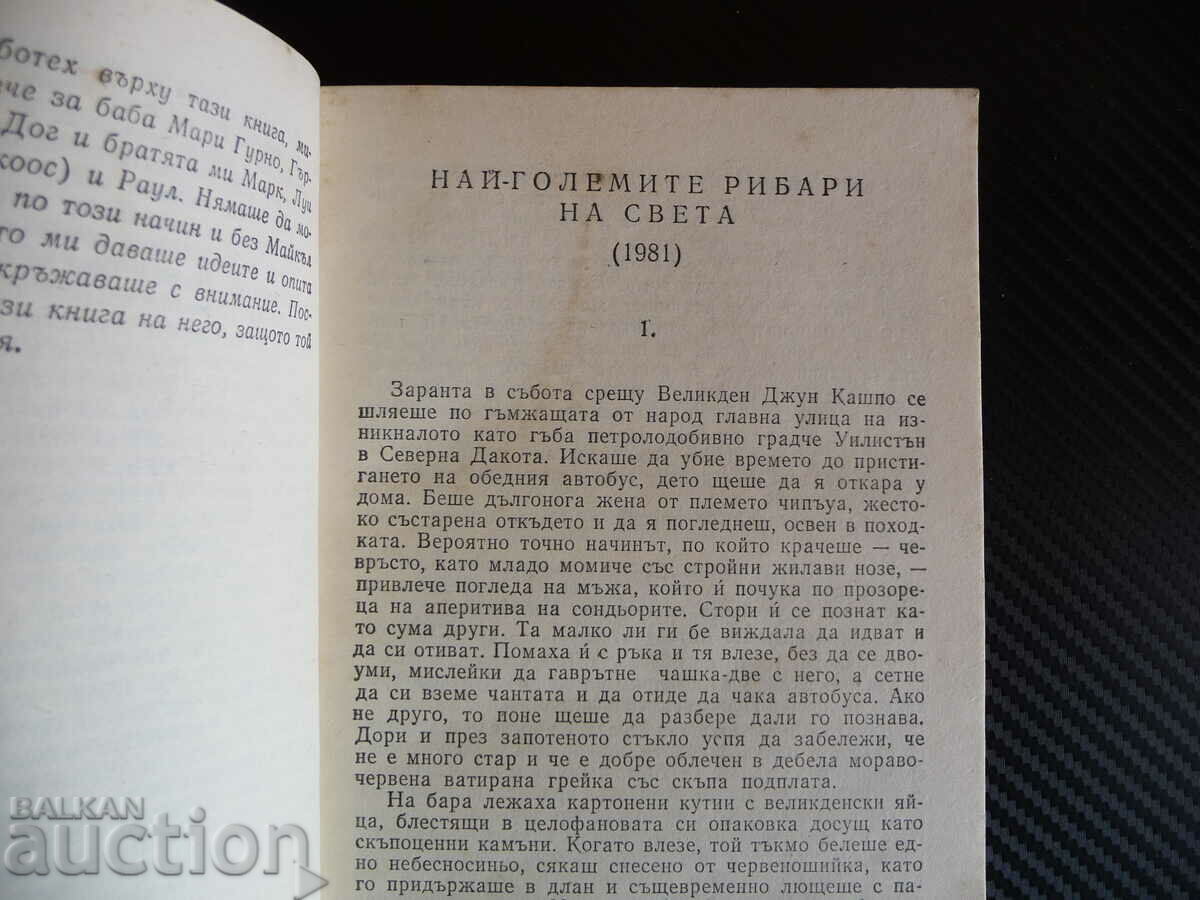 ботех върху тази книга, ми-
че за баба Мари Гурно, Гър-
Дог и братята ми Марк, Луи
коос) и Раул. Нямаше да мо-
по този начин и без Майкъл
го ми даваше идеите и опита
кръжаваше с внимание. Пос-
зи книга на него, защото той
я.
НАЙ-ГОЛЕМИТЕ РИБАРИ
НА СВЕТА
(1981)
I.
Заранта в събота срещу Великден Джун Кашпо се
шляеше по гъмжащата от народ главна улица на из-
никналото като гъба петролодобивно градче Уилистън
в Северна Дакота. Искаше да убие времето до присти-
гането на обедния автобус, дето щеше да я откара у
дома. Беше дългонога жена от племето чипъуа, жесто-
ко състарена откъдето и да я погледнеш, освен в поход-
ката. Вероятно точно начинът, по който крачеше — че-
връсто, като младо момиче със стройни жилави нозе, —
привлече погледа на мъжа, който ѝ почука по прозоре-
ца на аперитива на сондьорите. Стори ѝ се познат ка-
то сума други. Та малко ли ги бе виждала да идват и
да си отиват. Помаха ѝ с ръка и тя влезе, без да се дво-
уми, мислейки да гаврътне чашка-две с него, а сетне
да си вземе чантата и да отиде да чака автобуса. Ако
не друго, то поне щеше да разбере дали го познава.
Дори и през запотеното стъкло успя да забележи, че
не е много стар и че е добре облечен в дебела мораво-
червена ватирана грейка със скъпа подплата.
На бара лежаха картонени кутии с великденски яй-
ца, блестящи в целофановата си опаковка досущ като
скъпоценни камъни. Когато влезе, той тъкмо белеше ед-
но небесносиньо, сякаш снесено от червеношийка, като
го придържаше в длан и същевременно лющеше с па-
BALKAN
auction